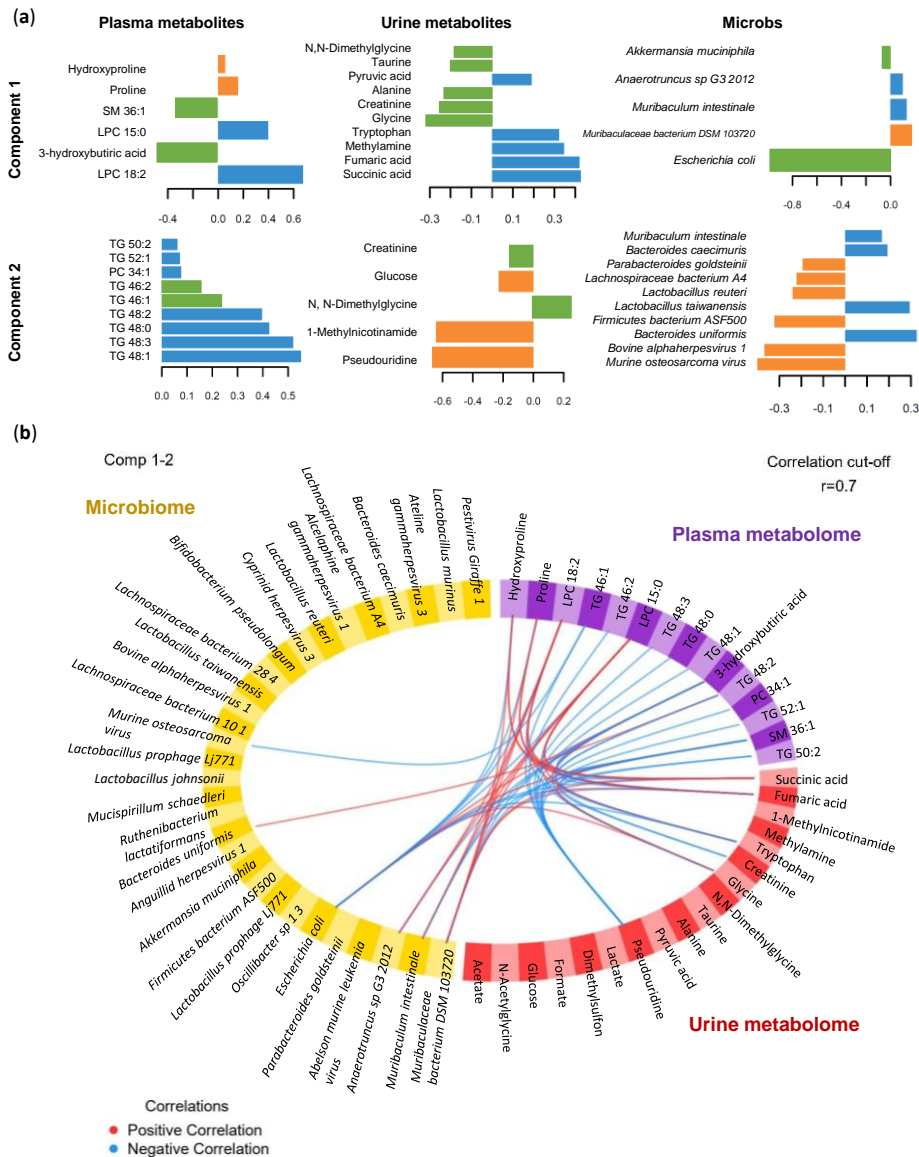 (a)
Plasma metabolites
Urine metabolites
Microbs
Component 1
Hydroxyproline
Proline
SM 36:1
LPC 15:0
3-hydroxybutiric acid
LPC 18:2
-0.4 0.0 0.2 0.4 0.6
N,N-Dimethylglycine
Taurine
Pyruvic acid
Alanine
Creatinine
Glycine
Tryptophan
Methylamine
Fumaric acid
Succinic acid
-0.3 -0.1 0.1 0.3
Akkermansia muciniphila
Anaerotruncus sp G3 2012
Muribaculum intestinale
Muribaculaceae bacterium DSM 103720
Escherichia coli
-0.8 -0.4 0.0
Component 2
TG 50:2
TG 52:1
PC 34:1
TG 46:2
TG 46:1
TG 48:2
TG 48:0
TG 48:3
TG 48:1
0.0 0.1 0.2 0.3 0.4 0.5
Creatinine
Glucose
N, N-Dimethylglycine
1-Methylnicotinamide
Pseudouridine
-0.6 -0.4 -0.2 0.0 0.2
Muribaculum intestinale
Bacteroides caecimuris
Parabacteroides goldsteinii
Lachnospiraceae bacterium A4
Lactobacillus reuteri
Lactobacillus taiwanensis
Firmicutes bacterium ASF500
Bacteroides uniformis
Bovine alphaherpesvirus 1
Murine osteosarcoma virus
-0.3 -0.1 0.1 0.3
(b)
Comp 1-2
Correlation cut-off
r=0.7
Microbiome
Plasma metabolome
Urine metabolome
Pestivirus Giraffe 1
Lactobacillus murinus
Ateline
gammaherpesvirus 3
Bacteroides caecimuris
Lachnospiraceae bacterium A4
Alcelaphine
gammaherpesvirus 1
Lactobacillus reuteri
Cyprinid herpesvirus 3
Bifidobacterium pseudolongum
Lachnospiraceae bacterium 28 4
Lactobacillus taiwanensis
Bovine alphaherpesvirus 1
Lachnospiraceae bacterium 10 1
Murine osteosarcoma
virus
Lactobacillus prophage Lj771
Lactobacillus johnsonii
Mucispirillum schaedleri
Ruthenibacterium
lactatiformans
Bacteroides uniformis
Anguillid herpesvirus 1
Akkermansia muciniphila
Firmicutes bacterium ASF500
Lactobacillus prophage Lj771
Oscillibacter sp 1 3
Escherichia coli
Parabacteroides goldsteinii
Abelson murine leukemia
virus
Anaerotruncus sp G3 2012
Muribaculum intestinale
Muribaculaceae
bacterium DSM 103720
Hydroxyproline
Proline
LPC 18:2
TG 46:1
TG 46:2
LPC 15:0
TG 48:3
TG 48:0
TG 48:1
3-hydroxybutiric acid
TG 48:2
PC 34:1
TG 52:1
SM 36:1
TG 50:2
Succinic acid
Fumaric acid
1-Methylnicotinamide
Methylamine
Tryptophan
Creatinine
Glycine
N,N-Dimethylglycine
Taurine
Alanine
Pyruvic acid
Pseudouridine
Lactate
Dimethylsulfon
Formate
Glucose
N-Acetylglycine
Acetate
Correlations
Positive Correlation
Negative Correlation